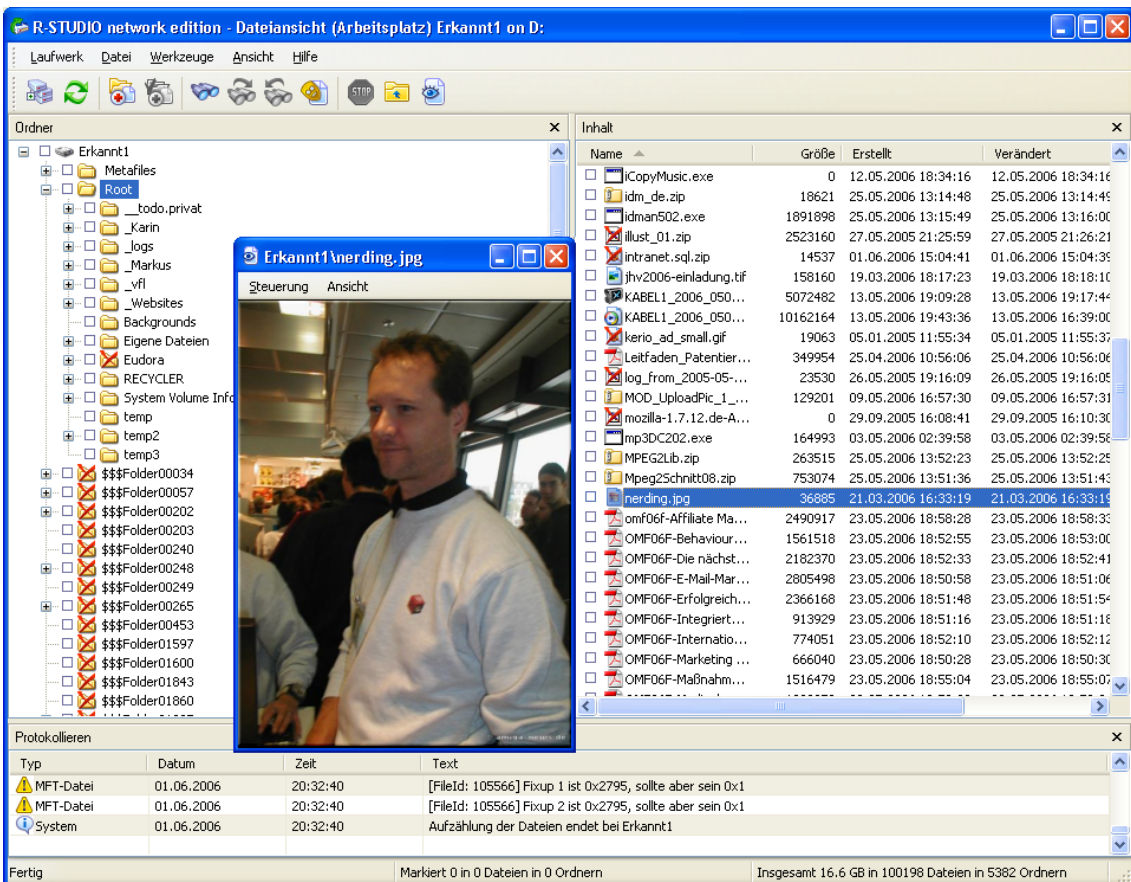 R-STUDIO network edition - Dateiansicht (Arbeitsplatz) Erkannt1 on D:
Laufwerk Datei Werkzeuge Ansicht Hilfe
STOP
Ordner
Erkannt1
Metafiles
Root
__todo.privat
_Karin
_logs
_Markus
_vfl
_Websites
Backgrounds
Eigene Dateien
Eudora
RECYCLER
System Volume Info
temp
temp2
temp3
$$$Folder00034
$$$Folder00057
$$$Folder00202
$$$Folder00203
$$$Folder00240
$$$Folder00248
$$$Folder00249
$$$Folder00265
$$$Folder00453
$$$Folder01597
$$$Folder01600
$$$Folder01843
$$$Folder01860
Erkannt1\nerding.jpg
Steuerung Ansicht
Inhalt
Name Größe Erstellt Verändert
iCopyMusic.exe 0 12.05.2006 18:34:16 12.05.2006 18:34:16
idm_de.zip 18621 25.05.2006 13:14:48 25.05.2006 13:14:49
idman502.exe 1891898 25.05.2006 13:15:49 25.05.2006 13:16:00
illust_01.zip 2523160 27.05.2005 21:25:59 27.05.2005 21:26:21
intranet.sql.zip 14537 01.06.2005 15:04:41 01.06.2005 15:04:39
jhv2006-einladung.tif 158160 19.03.2006 18:17:23 19.03.2006 18:18:10
KABEL1_2006_050... 5072482 13.05.2006 19:09:28 13.05.2006 19:17:44
KABEL1_2006_050... 10162164 13.05.2006 19:43:36 13.05.2006 16:39:00
kerio_ad_small.gif 19063 05.01.2005 11:55:34 05.01.2005 11:55:37
Leitfaden_Patentier... 349954 25.04.2006 10:56:06 25.04.2006 10:56:06
log_from_2005-05-... 23530 26.05.2005 19:16:09 26.05.2005 19:16:05
MOD_UploadPic_1_... 129201 09.05.2006 16:57:30 09.05.2006 16:57:31
mozilla-1.7.12.de-A... 0 29.09.2005 16:08:41 29.09.2005 16:10:30
mp3DC202.exe 164993 03.05.2006 02:39:58 03.05.2006 02:39:58
MPEG2Lib.zip 263515 25.05.2006 13:52:23 25.05.2006 13:52:25
Mpeg2Schnitt08.zip 753074 25.05.2006 13:51:36 25.05.2006 13:51:43
nerding.jpg 36885 21.03.2006 16:33:19 21.03.2006 16:33:19
omf06f-Affiliate Ma... 2490917 23.05.2006 18:58:28 23.05.2006 18:58:33
OMF06F-Behaviour... 1561518 23.05.2006 18:52:55 23.05.2006 18:53:00
OMF06F-Die nächst... 2182370 23.05.2006 18:52:33 23.05.2006 18:52:41
OMF06F-E-Mail-Mar... 2805498 23.05.2006 18:50:58 23.05.2006 18:51:06
OMF06F-Erfolgreich... 2366168 23.05.2006 18:51:48 23.05.2006 18:51:54
OMF06F-Integriert... 913929 23.05.2006 18:51:16 23.05.2006 18:51:18
OMF06F-Internatio... 774051 23.05.2006 18:52:10 23.05.2006 18:52:12
OMF06F-Marketing ... 666040 23.05.2006 18:50:28 23.05.2006 18:50:30
OMF06F-Maßnahm... 1516479 23.05.2006 18:55:04 23.05.2006 18:55:07
Protokollieren
Typ Datum Zeit Text
MFT-Datei 01.06.2006 20:32:40 [FileId: 105566] Fixup 1 ist 0x2795, sollte aber sein 0x1
MFT-Datei 01.06.2006 20:32:40 [FileId: 105566] Fixup 2 ist 0x2795, sollte aber sein 0x1
System 01.06.2006 20:32:40 Aufzählung der Dateien endet bei Erkannt1
Fertig Markiert 0 in 0 Dateien in 0 Ordnern Insgesamt 16.6 GB in 100198 Dateien in 5382 Ordnern